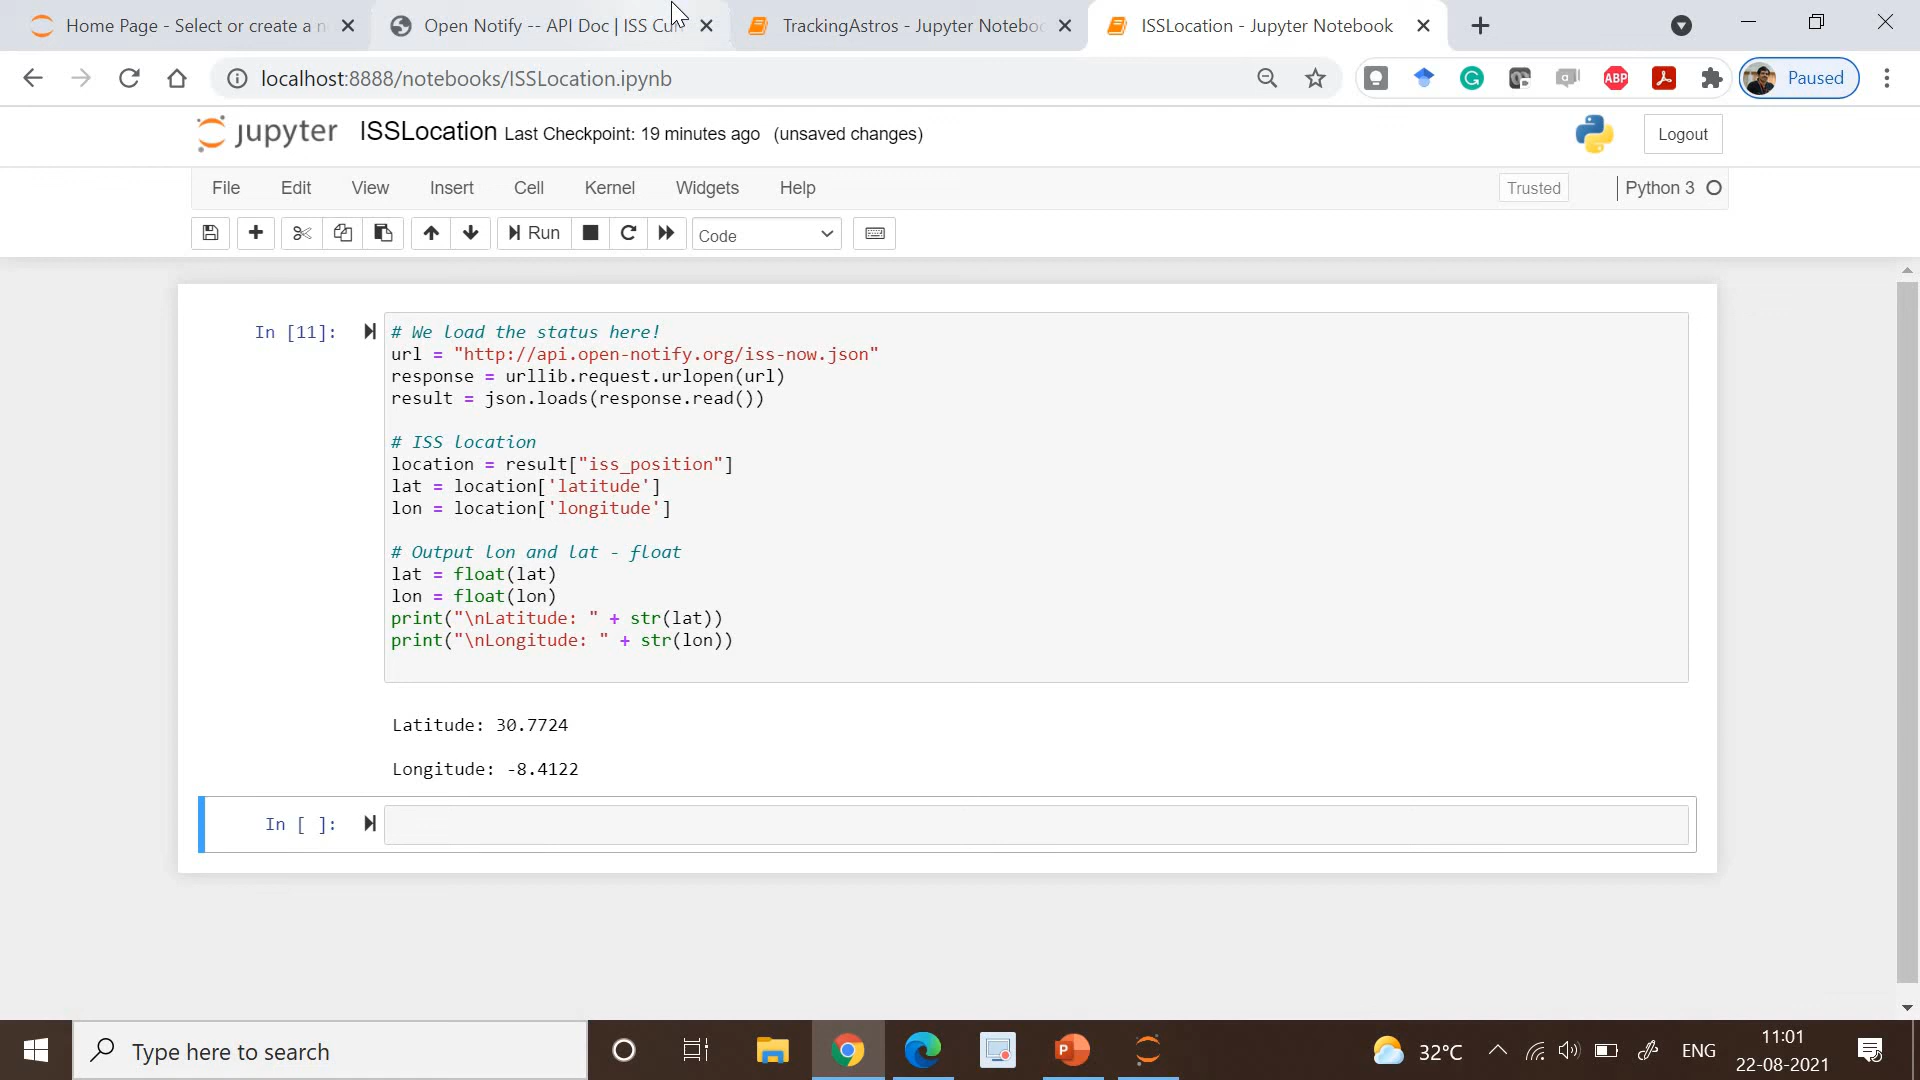 Home Page - Select or create a n
Open Notify -- API Doc | ISS Cur
TrackingAstros - Jupyter Noteboo
ISSLocation - Jupyter Notebook
localhost:8888/notebooks/ISSLocation.ipynb
ABP
Paused
jupyter ISSLocation Last Checkpoint: 19 minutes ago (unsaved changes)
Logout
File Edit View Insert Cell Kernel Widgets Help
Trusted
Python 3
Run
Code
In [11]:
# We load the status here!
url = "http://api.open-notify.org/iss-now.json"
response = urllib.request.urlopen(url)
result = json.loads(response.read())
# ISS location
location = result["iss_position"]
lat = location['latitude']
lon = location['longitude']
# Output lon and lat - float
lat = float(lat)
lon = float(lon)
print("\nLatitude: " + str(lat))
print("\nLongitude: " + str(lon))
Latitude: 30.7724
Longitude: -8.4122
In [ ]:
Type here to search
32°C
ENG
11:01
22-08-2021